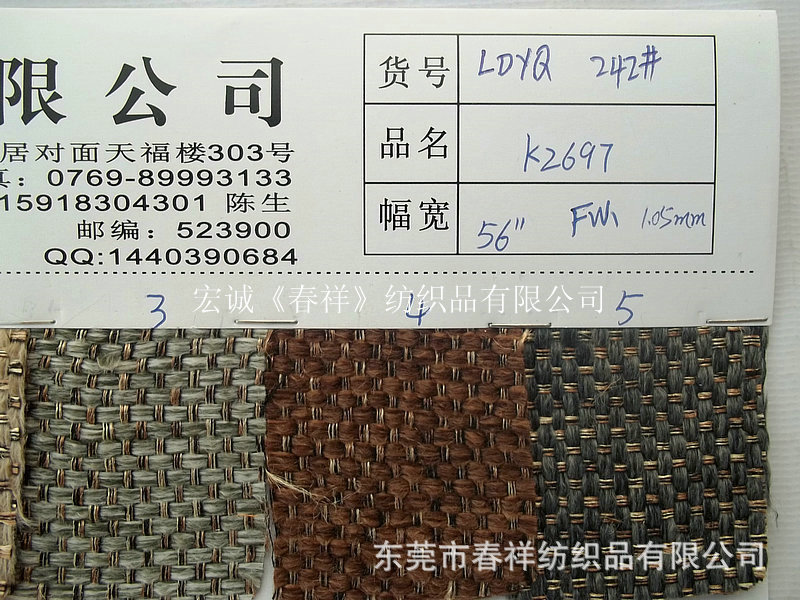 限公司
居对面天福楼303号
真：0769-89993133
15918304301 陈生
邮编：523900
QQ:1440390684
货号 LDYQ 242#
品名 K2697
幅宽 56" FW1 1.05mm
宏诚《春祥》纺织品有限公司
3 4 5
东莞市春祥纺织品有限公司